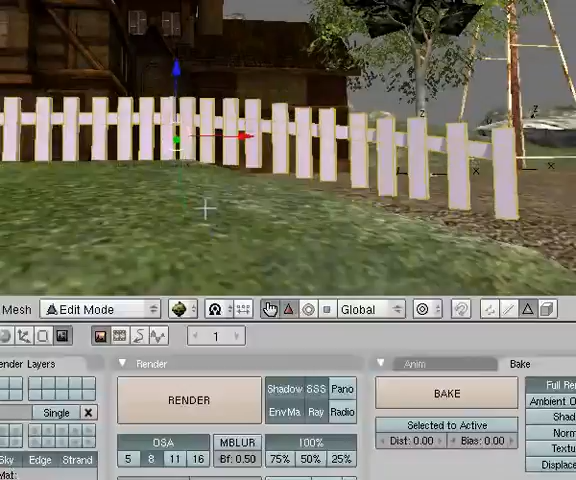 Z
Z
X
X
Mesh Edit Mode Global
1
ender Layers Render Anim Bake
RENDER Shadow SSS Pano BAKE Full Re
EnvMa Ray Radio Ambient O
Single Selected to Active Shad
OSA MBLUR 100% Dist: 0.00 Bias: 0.00 Norm
5 8 11 16 Bf: 0.50 75% 50% 25% Textu
Sky Edge Strand Displace
Mat: